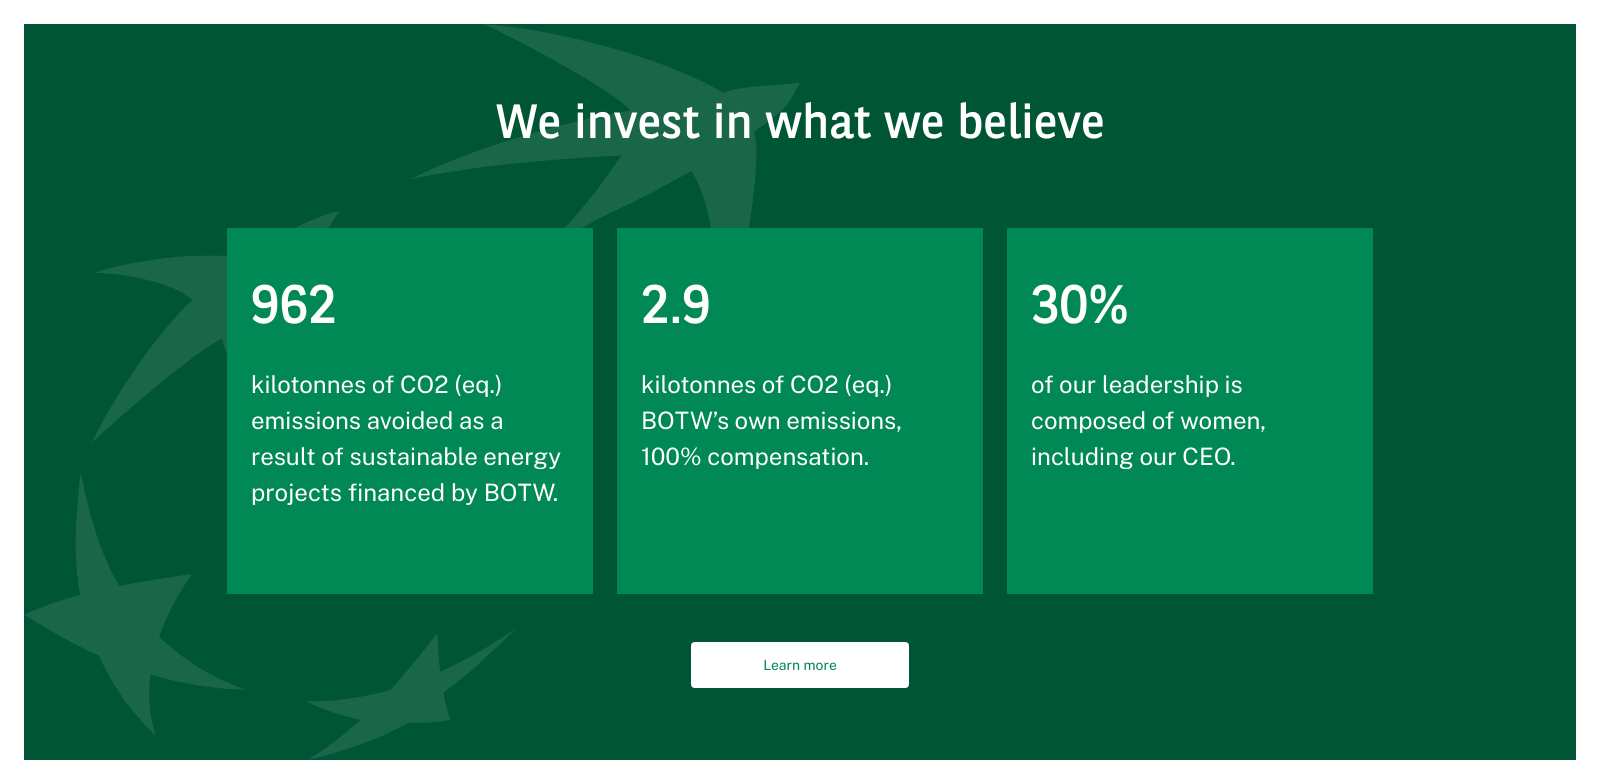 We invest in what we believe
962
kilotonnes of CO2 (eq.)
emissions avoided as a
result of sustainable energy
projects financed by BOTW.
2.9
kilotonnes of CO2 (eq.)
BOTW’s own emissions,
100% compensation.
30%
of our leadership is
composed of women,
including our CEO.
Learn more